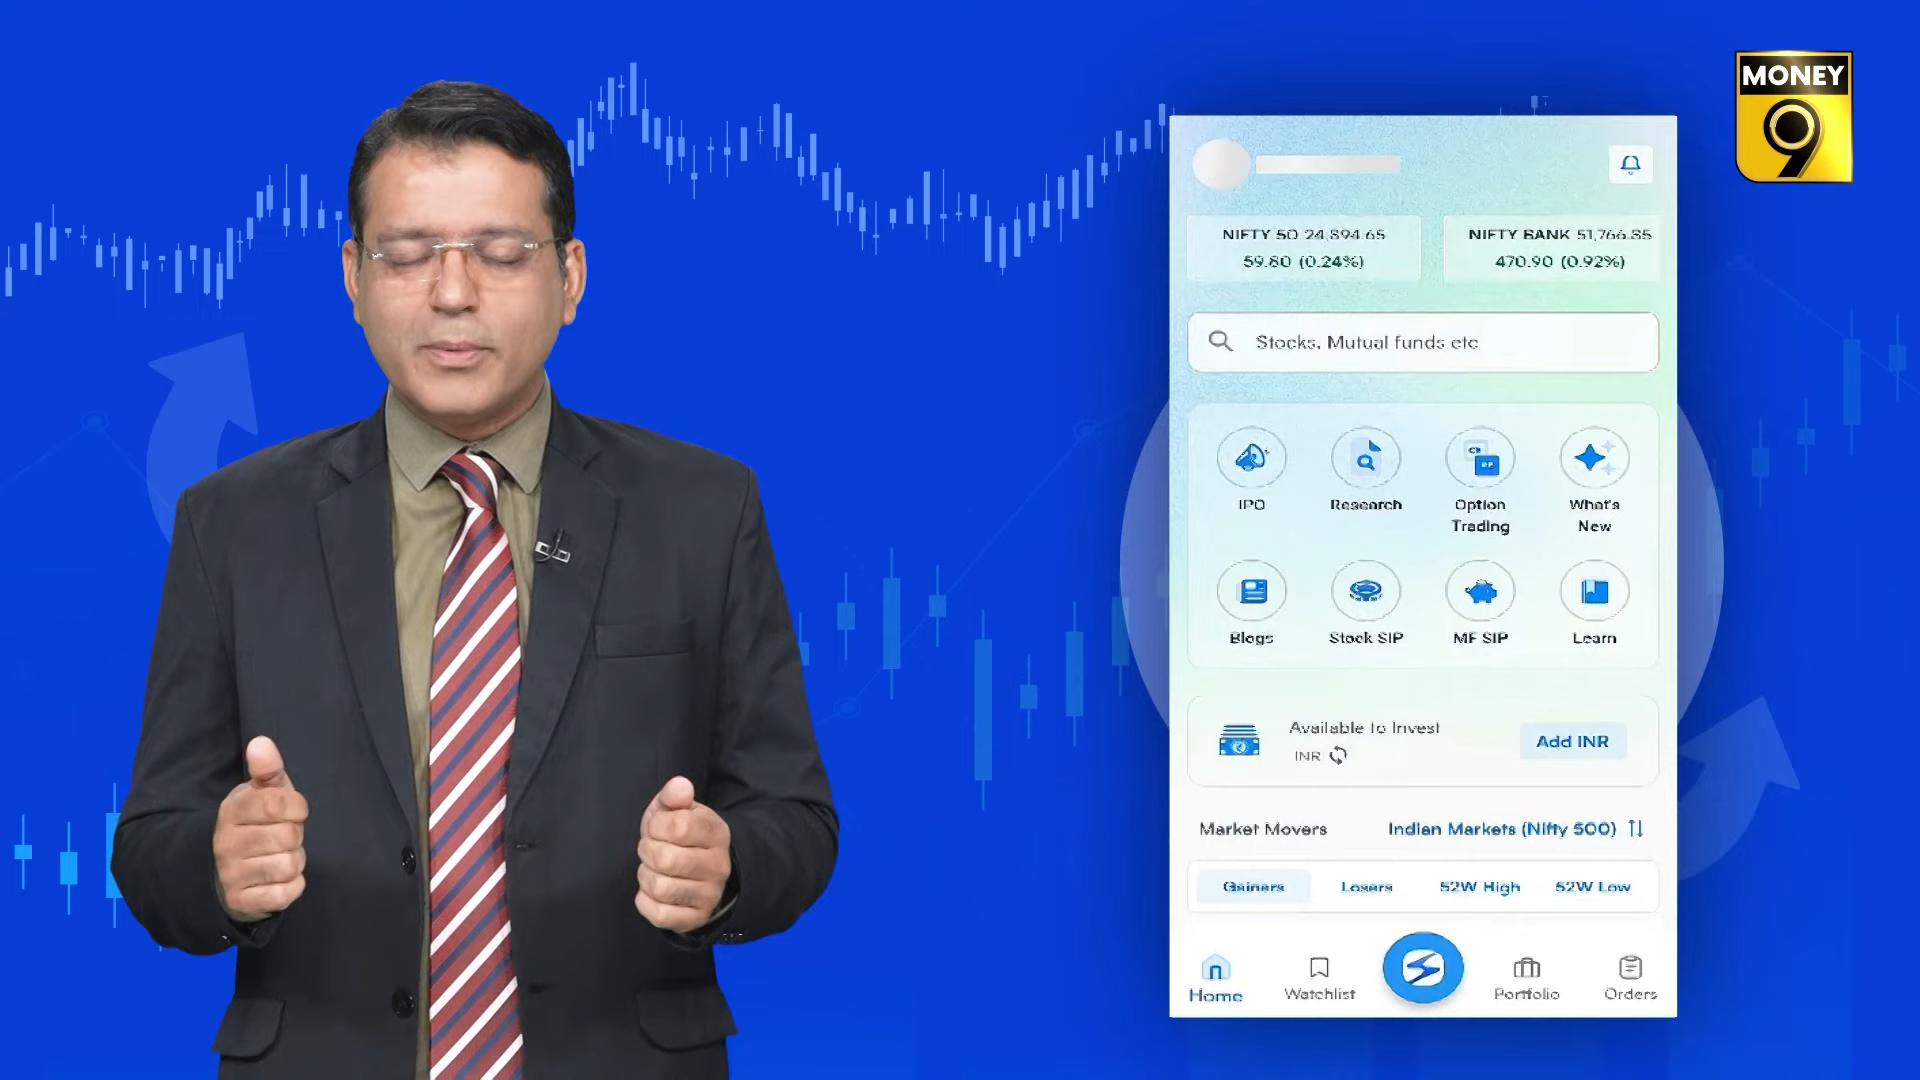 MONEY
9
NIFTY 50 24,894.65
59.80 (0.24%)
NIFTY BANK 51,766.85
470.90 (0.92%)
Stocks, Mutual funds etc
IPO
Research
Option
Trading
What's
New
Blogs
Stock SIP
MF SIP
Learn
Available to Invest
INR
Add INR
Market Movers
Indian Markets (Nifty 500)
Gainers
Losers
52W High
52W Low
Home
Watchlist
Portfolio
Orders